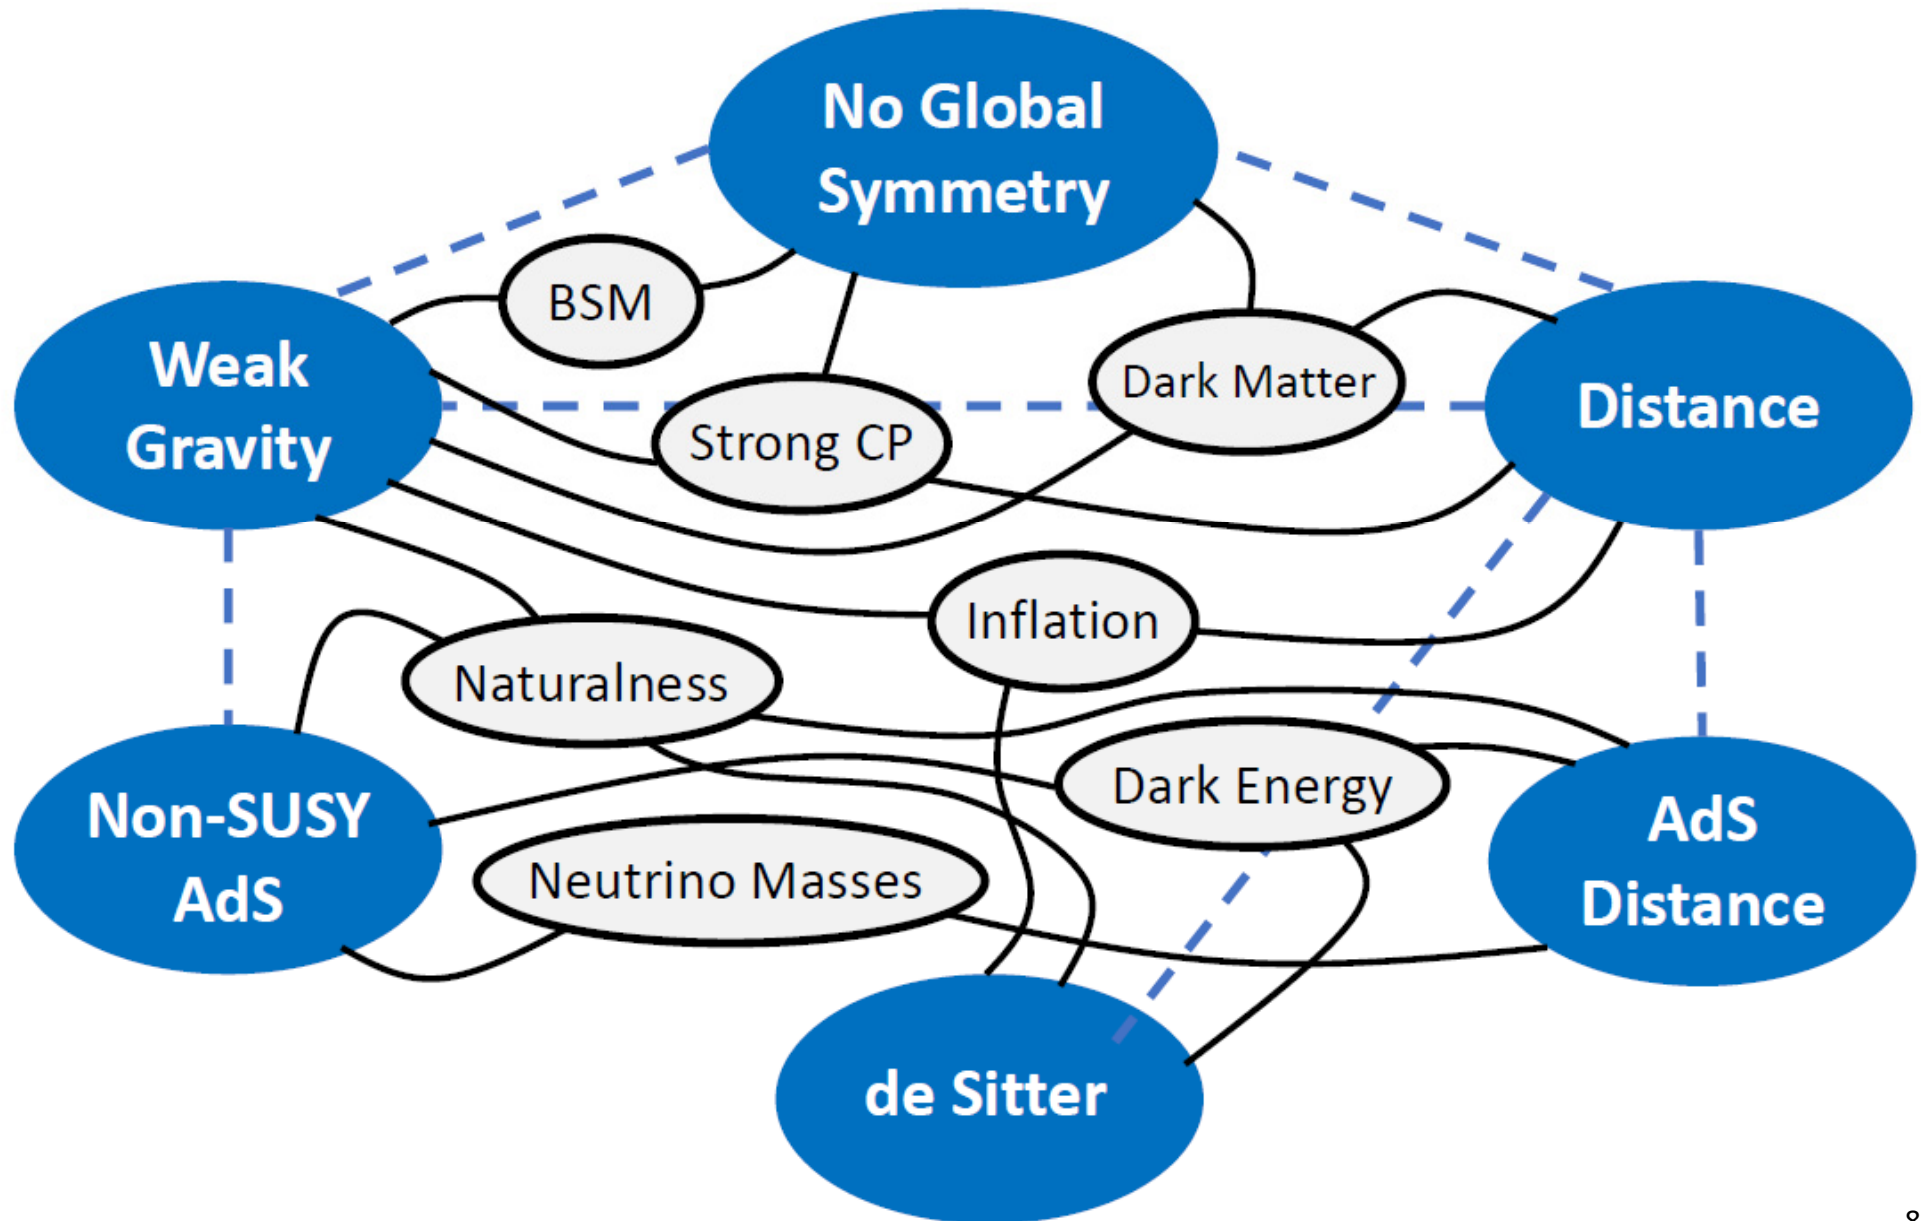 No Global
Symmetry
BSM
Weak
Gravity
Dark Matter
Distance
Strong CP
Inflation
Naturalness
Dark Energy
Non-SUSY
AdS
AdS
Distance
Neutrino Masses
de Sitter
8